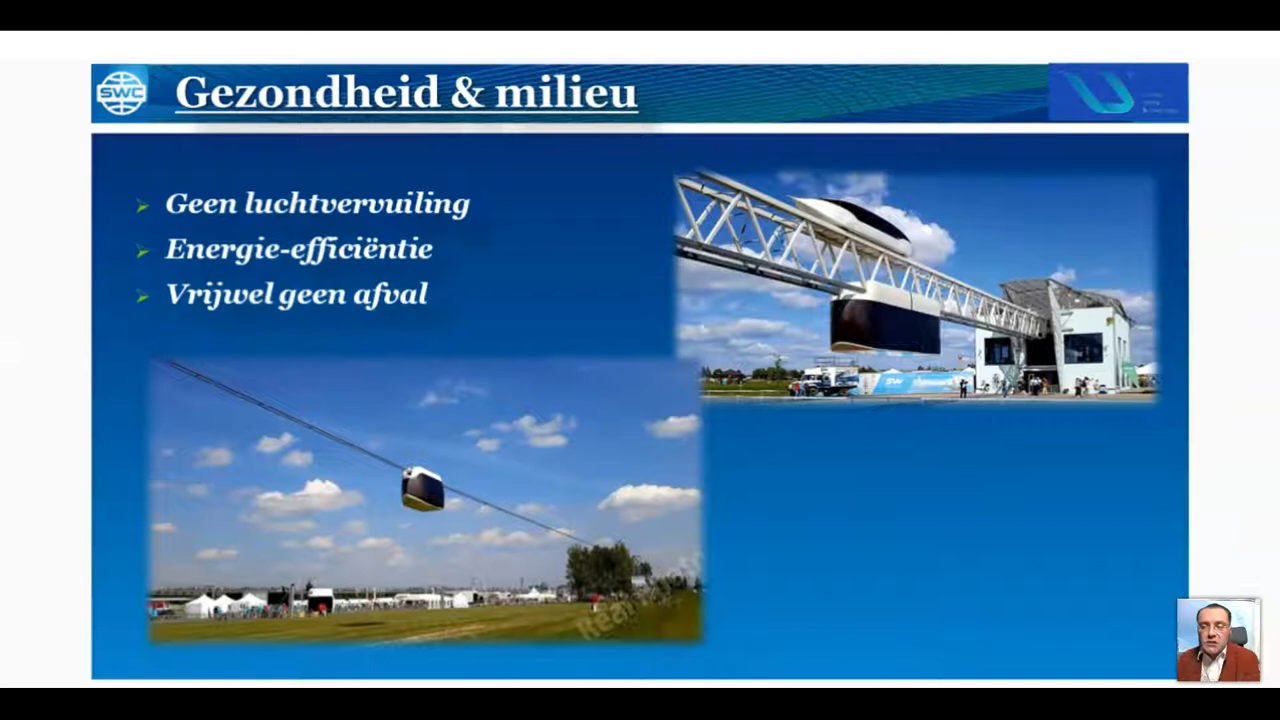 SWC
Gezondheid & milieu
Geen luchtvervuiling
Energie-efficiëntie
Vrijwel geen afval